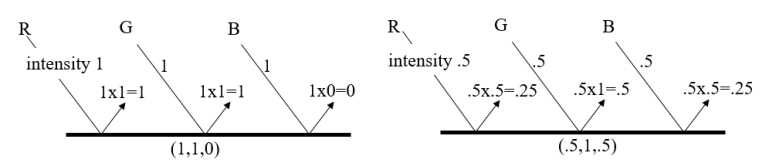 R G B
intensity 1 1 1
1x1=1 1x1=1 1x0=0
(1,1,0)
R G B
intensity .5 .5 .5
.5x.5=.25 .5x1=.5 .5x.5=.25
(.5,1,.5)